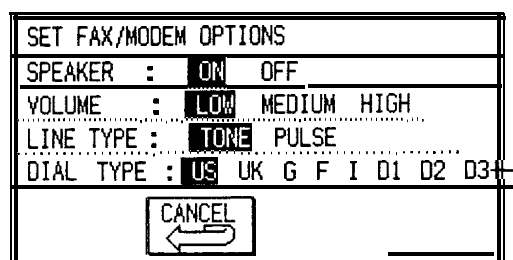 SET FAX/MODEM OPTIONS
SPEAKER : ON OFF
VOLUME : LOW MEDIUM HIGH
LINE TYPE : TONE PULSE
DIAL TYPE : US UK G F I D1 D2 D3
CANCEL